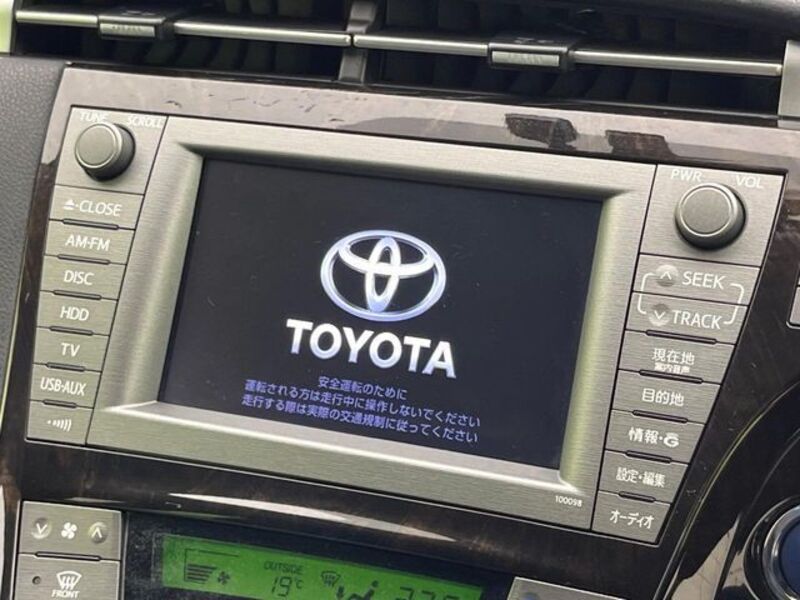 TUNE SCROLL
⏏·CLOSE
AM·FM
DISC
HDD
TV
USB·AUX
TOYOTA
安全運転のために
運転される方は走行中に操作しないでください
走行する際は実際の交通規制に従ってください
100098
PWR VOL
SEEK
TRACK
現在地
案内音声
目的地
情報·G
設定·編集
オーディオ
OUTSIDE
19℃
FRONT